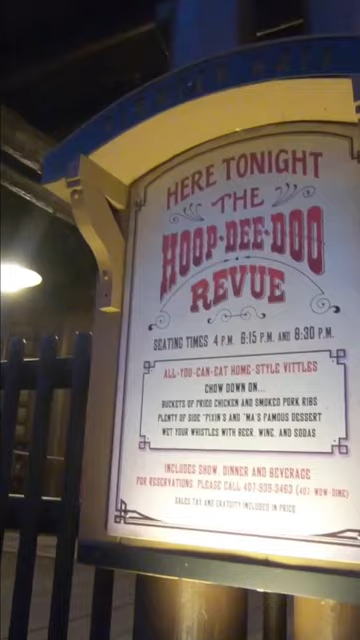 HERE TONIGHT
THE
HOOP-DEE-DOO
REVUE
SEATING TIMES 4 P.M. 6:15 P.M. AND 8:30 P.M.
ALL-YOU-CAN-EAT HOME-STYLE VITTLES
CHOW DOWN ON...
BUCKETS OF FRIED CHICKEN AND SMOKED PORK RIBS
PLENTY OF SIDE "FIXIN'S AND "MA'S FAMOUS DESSERT
WET YOUR WHISTLES WITH BEER, WINE, AND SODAS
INCLUDES SHOW, DINNER AND BEVERAGE
FOR RESERVATIONS, PLEASE CALL 407-939-3463 (407-WDW-DINE)
SALES TAX AND GRATUITY INCLUDED IN PRICE